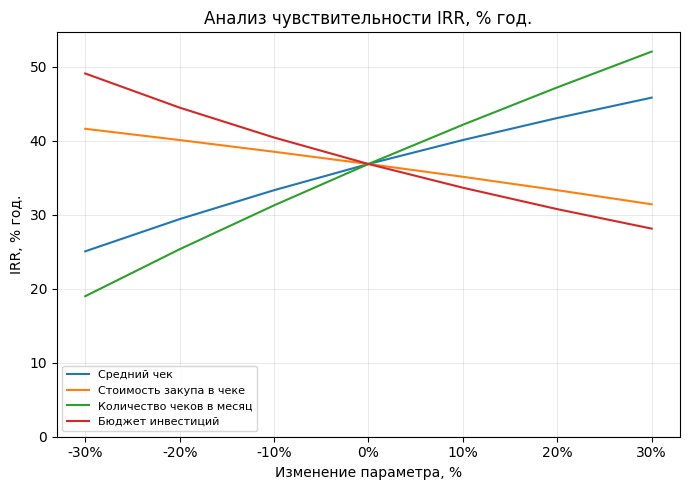 Анализ чувствительности IRR, % год.
IRR, % год.
50
40
30
20
10
0
Средний чек
Стоимость закупа в чеке
Количество чеков в месяц
Бюджет инвестиций
-30%
-20%
-10%
0%
10%
20%
30%
Изменение параметра, %